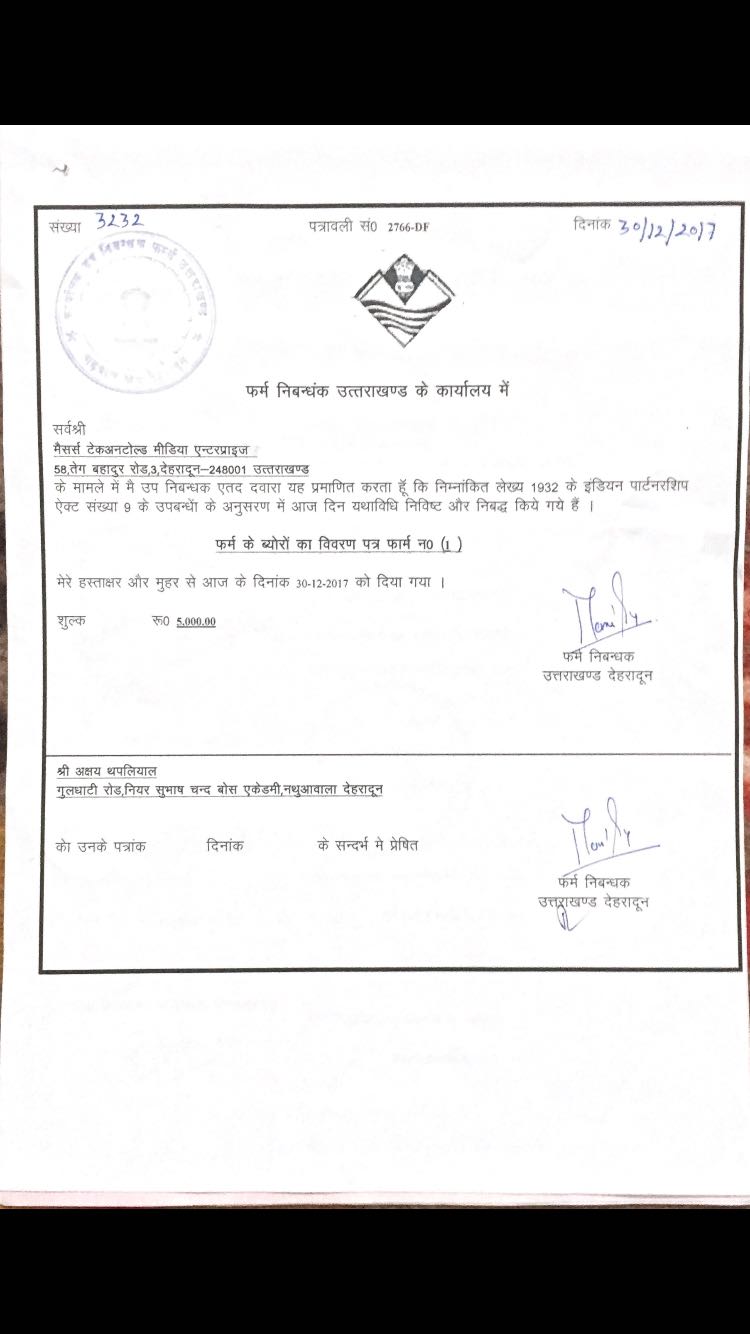 संख्या 3232
पत्रावली सं0 2766-DF
दिनांक 30/12/2017
फर्म निबन्धंक उत्तराखण्ड के कार्यालय में
सर्वश्री
मैसर्स टेकअनटोल्ड मीडिया एन्टरप्राइज
58,तेग बहादुर रोड,3,देहरादून–248001 उत्तराखण्ड
के मामले में मै उप निबन्धक एतद दवारा यह प्रमाणित करता हूँ कि निम्नांकित लेख्य 1932 के इंडियन पार्टनरशिप
ऐक्ट संख्या 9 के उपबन्धेां के अनुसरण में आज दिन यथाविधि निविष्ट और निबद्ध किये गये हैं ।
फर्म के ब्योरों का विवरण पत्र फार्म न0 (1 )
मेरे हस्ताक्षर और मुहर से आज के दिनांक 30-12-2017 को दिया गया ।
शुल्क रू0 5,000.00
फर्म निबन्धक
उत्तराखण्ड देहरादून
श्री अक्षय थपलियाल
गुलघाटी रोड,नियर सुभाष चन्द बोस एकेडमी,नथुआवाला देहरादून
केा उनके पत्रांक दिनांक के सन्दर्भ मे प्रेषित
फर्म निबन्धक
उत्तराखण्ड देहरादून